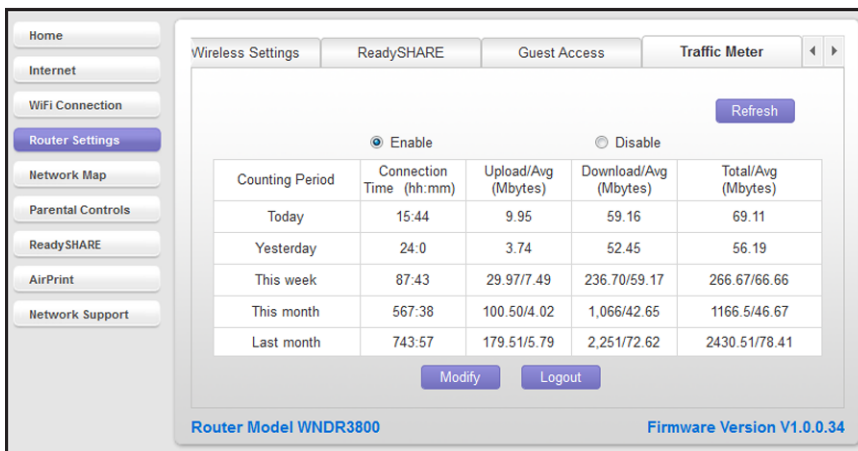 Home
Internet
WiFi Connection
Router Settings
Network Map
Parental Controls
ReadySHARE
AirPrint
Network Support
Wireless Settings ReadySHARE Guest Access Traffic Meter
Refresh
Enable Disable
Counting Period Connection Time (hh:mm) Upload/Avg (Mbytes) Download/Avg (Mbytes) Total/Avg (Mbytes)
Today 15:44 9.95 59.16 69.11
Yesterday 24:0 3.74 52.45 56.19
This week 87:43 29.97/7.49 236.70/59.17 266.67/66.66
This month 567:38 100.50/4.02 1,066/42.65 1166.5/46.67
Last month 743:57 179.51/5.79 2,251/72.62 2430.51/78.41
Modify Logout
Router Model WNDR3800 Firmware Version V1.0.0.34